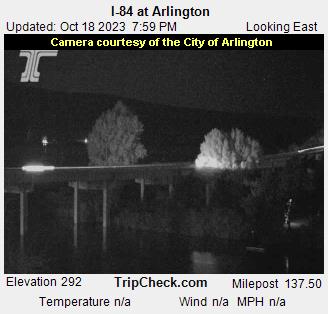 I-84 at Arlington
Updated: Oct 18 2023 7:59 PM Looking East
Camera courtesy of the City of Arlington
Elevation 292 TripCheck.com Milepost 137.50
Temperature n/a Wind n/a MPH n/a